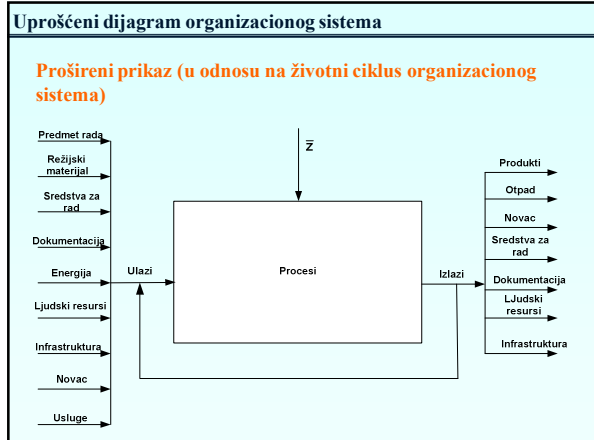 Uprošćeni dijagram organizacionog sistema
Prošireni prikaz (u odnosu na životni ciklus organizacionog
sistema)
Predmet rada
Režijski
materijal
Sredstva za
rad
Dokumentacija
Energija
Ljudski resursi
Infrastruktura
Novac
Usluge
Ulazi
z̅
Procesi
Izlazi
Produkti
Otpad
Novac
Sredstva za
rad
Dokumentacija
LJudski
resursi
Infrastruktura